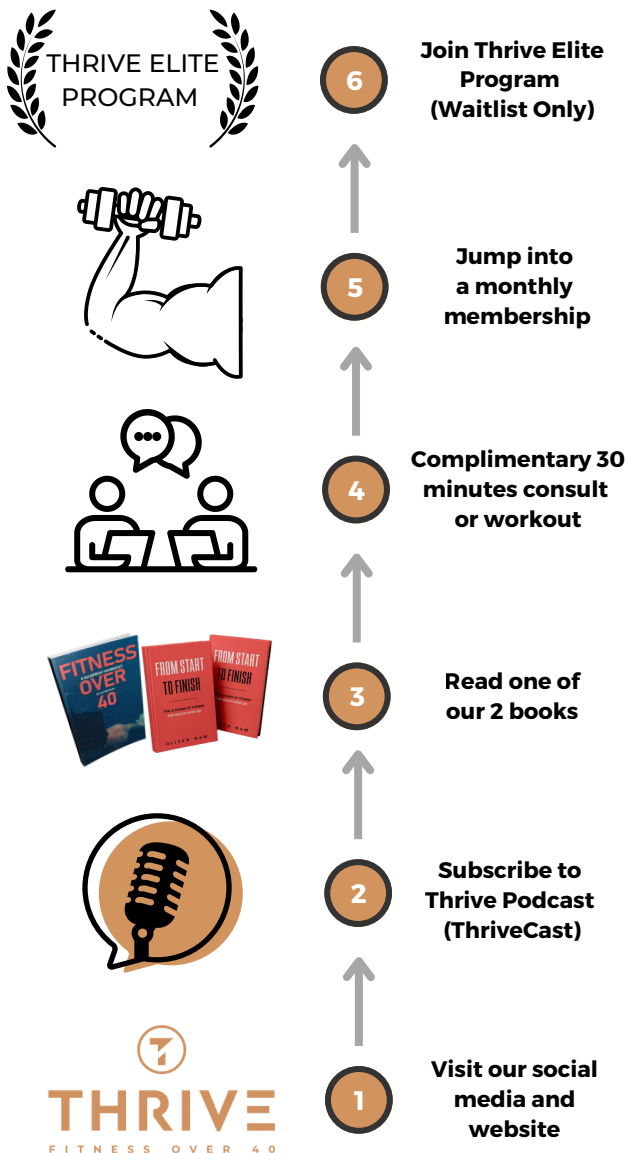 THRIVE ELITE
PROGRAM
6
Join Thrive Elite
Program
(Waitlist Only)
5
Jump into
a monthly
membership
4
Complimentary 30
minutes consult
or workout
FITNESS
OVER
40
FROM START
TO FINISH
OLIVER NAM
FROM START
TO FINISH
3
Read one of
our 2 books
2
Subscribe to
Thrive Podcast
(ThriveCast)
THRIVE
FITNESS OVER 40
1
Visit our social
media and
website